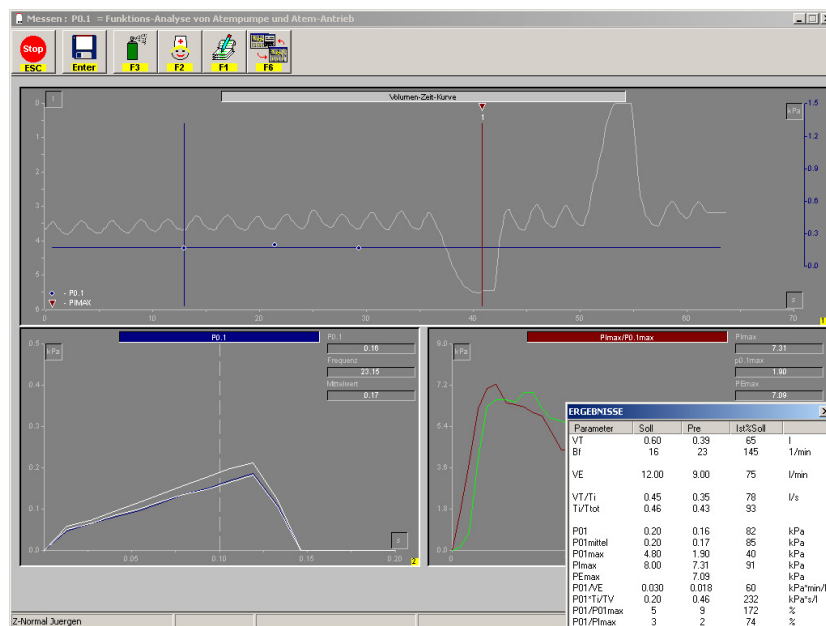 Messen : P0.1 = Funktions-Analyse von Atempumpe und Atem-Antrieb
Stop
ESC Enter F3 F2 F1 F6
Volumen-Zeit-Kurve
l
kPa
1
0
1
2
3
4
5
6
1.5
1.2
0.9
0.6
0.3
0.0
- P0.1
- PIMAX
s
0 10 20 30 40 50 60 70
1
P0.1
kPa
0.5
0.4
0.3
0.2
0.1
0.0
0.05 0.10 0.15 0.20
s
2
P0.1
0.16
Frequenz
23.15
Mittelwert
0.17
PImax/P0.1max
kPa
9.0
7.2
5.4
3.6
1.8
0.0
0
PImax
7.31
p0.1max
1.90
PEmax
7.09
ERGEBNISSE
Parameter Soll Pre Ist%Soll
VT 0.60 0.39 65 l
Bf 16 23 145 1/min
VE 12.00 9.00 75 l/min
VT/Ti 0.45 0.35 78 l/s
Ti/Ttot 0.46 0.43 93
P01 0.20 0.16 82 kPa
P01mittel 0.20 0.17 85 kPa
P01max 4.80 1.90 40 kPa
PImax 8.00 7.31 91 kPa
PEmax 7.09 kPa
P01/VE 0.030 0.018 60 kPa*min/l
P01*Ti/TV 0.20 0.46 232 kPa*s/l
P01/P01max 5 9 172 %
P01/PImax 3 2 74 %
Z-Normal Juergen